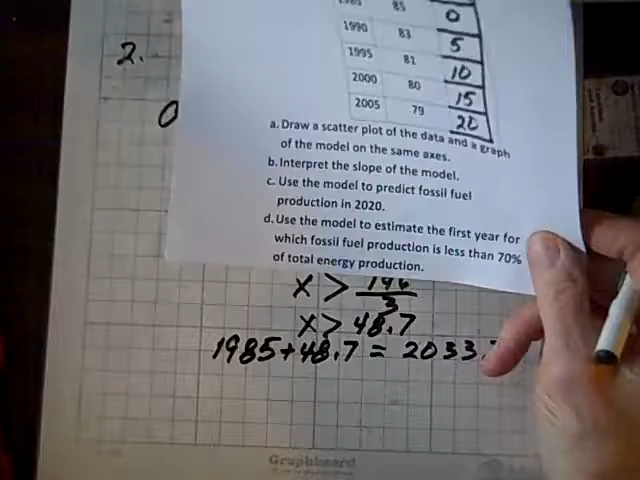 1985 85 0
1990 83 5
1995 81 10
2000 80 15
2005 79 20
2.
0
a. Draw a scatter plot of the data and a graph
of the model on the same axes.
b. Interpret the slope of the model.
c. Use the model to predict fossil fuel
production in 2020.
d. Use the model to estimate the first year for
which fossil fuel production is less than 70%
of total energy production.
x > 146/3
x > 48.7
1985+48.7 = 2033.
Graphboard